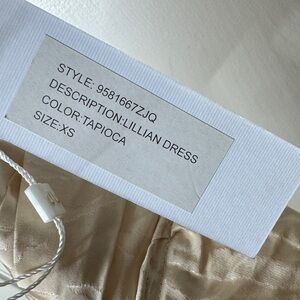 STYLE: 9581667ZJQ
DESCRIPTION:LILLIAN DRESS
COLOR:TAPIOCA
SIZE:XS